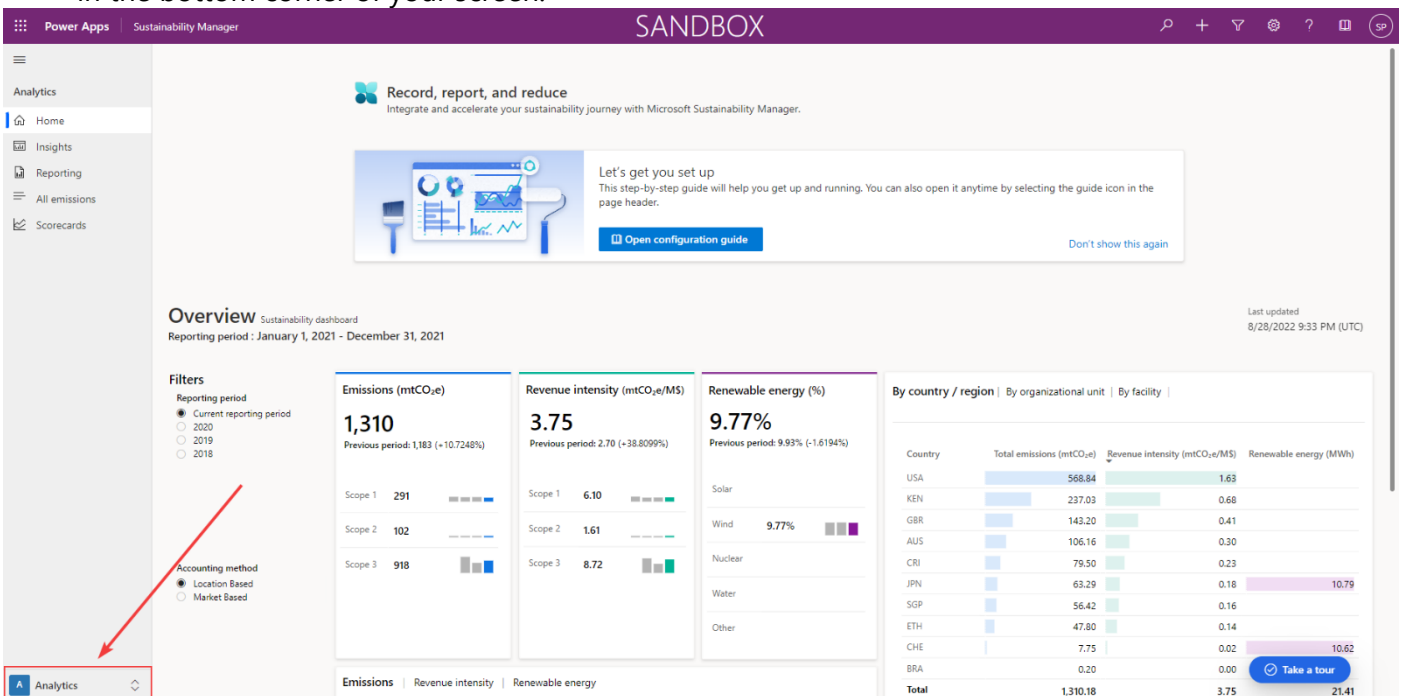 in the bottom corner of your screen.
Power Apps Sustainability Manager
SANDBOX
SP
Analytics
Home
Insights
Reporting
All emissions
Scorecards
Record, report, and reduce
Integrate and accelerate your sustainability journey with Microsoft Sustainability Manager.
Let's get you set up
This step-by-step guide will help you get up and running. You can also open it anytime by selecting the guide icon in the
page header.
Open configuration guide
Don't show this again
Overview Sustainability dashboard
Reporting period : January 1, 2021 - December 31, 2021
Last updated
8/28/2022 9:33 PM (UTC)
Filters
Reporting period
Current reporting period
2020
2019
2018
Accounting method
Location Based
Market Based
Emissions (mtCO₂e)
1,310
Previous period: 1,183 (+10.7248%)
Scope 1 291
Scope 2 102
Scope 3 918
Revenue intensity (mtCO₂e/M$)
3.75
Previous period: 2.70 (+38.8099%)
Scope 1 6.10
Scope 2 1.61
Scope 3 8.72
Renewable energy (%)
9.77%
Previous period: 9.93% (-1.6194%)
Solar
Wind 9.77%
Nuclear
Water
Other
By country / region | By organizational unit | By facility |
Country Total emissions (mtCO₂e) Revenue intensity (mtCO₂e/M$) Renewable energy (MWh)
USA 568.84 1.63
KEN 237.03 0.68
GBR 143.20 0.41
AUS 106.16 0.30
CRI 79.50 0.23
JPN 63.29 0.18 10.79
SGP 56.42 0.16
ETH 47.80 0.14
CHE 7.75 0.02 10.62
BRA 0.20 0.00
Total 1,310.18 3.75 21.41
Take a tour
Emissions | Revenue intensity | Renewable energy
A Analytics